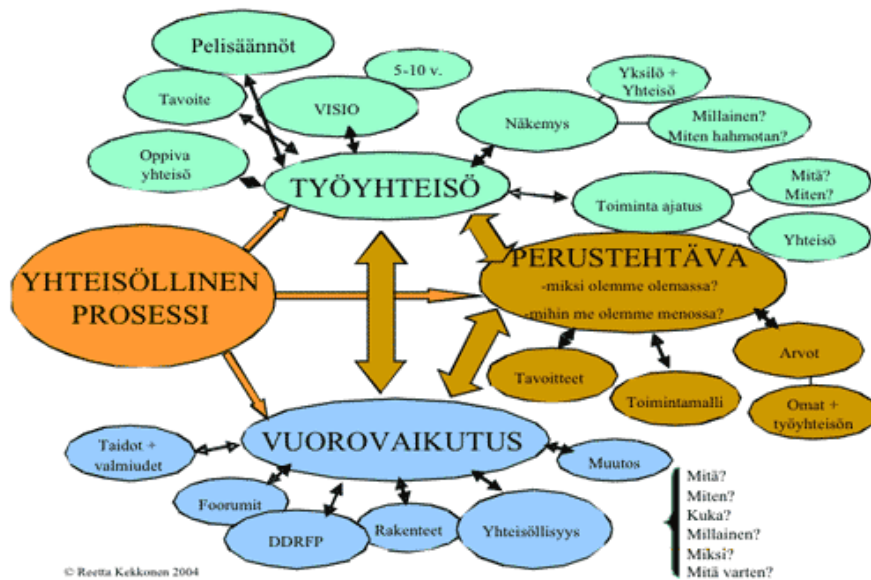 Pelisäännöt
5-10 v.
Tavoite
VISIO
Yksilö +
Yhteisö
Näkemys
Millainen?
Miten hahmotan?
Oppiva
yhteisö
TYÖYHTEISÖ
Mitä?
Miten?
Toiminta ajatus
Yhteisö
YHTEISÖLLINEN
PROSESSI
PERUSTEHTÄVÄ
-miksi olemme olemassa?
-mihin me olemme menossa?
Tavoitteet
Toimintamalli
Arvot
Omat +
työyhteisön
VUOROVAIKUTUS
Taidot +
valmiudet
Foorumit
DDRFP
Rakenteet
Yhteisöllisyys
Muutos
Mitä?
Miten?
Kuka?
Millainen?
Miksi?
Mitä varten?
© Reetta Kekkonen 2004